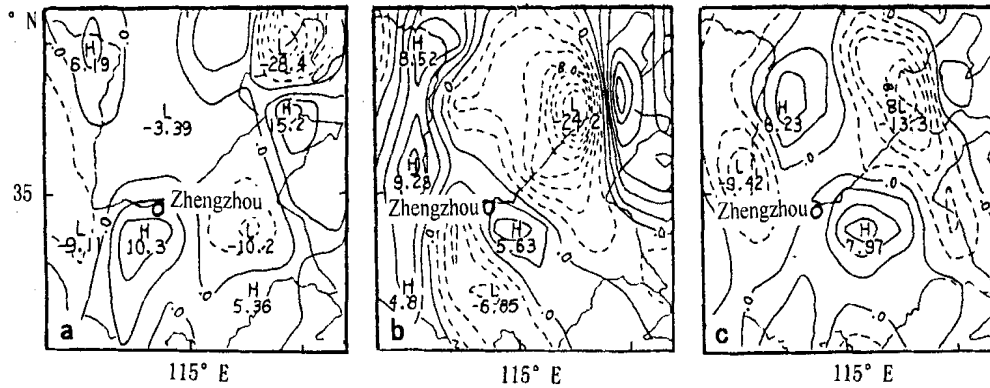 ° N
H
6.19
L
-28.4
H
15.2
L
-3.39
35
Zhengzhou
L
-9.11
H
10.3
L
-10.2
H
5.36
a
115° E
H
8.52
L
-24.2
H
9.28
Zhengzhou
H
5.63
H
4.81
L
-6.85
b
115° E
H
8.23
L
-13.3
L
-9.42
Zhengzhou
H
7.97
c
115° E